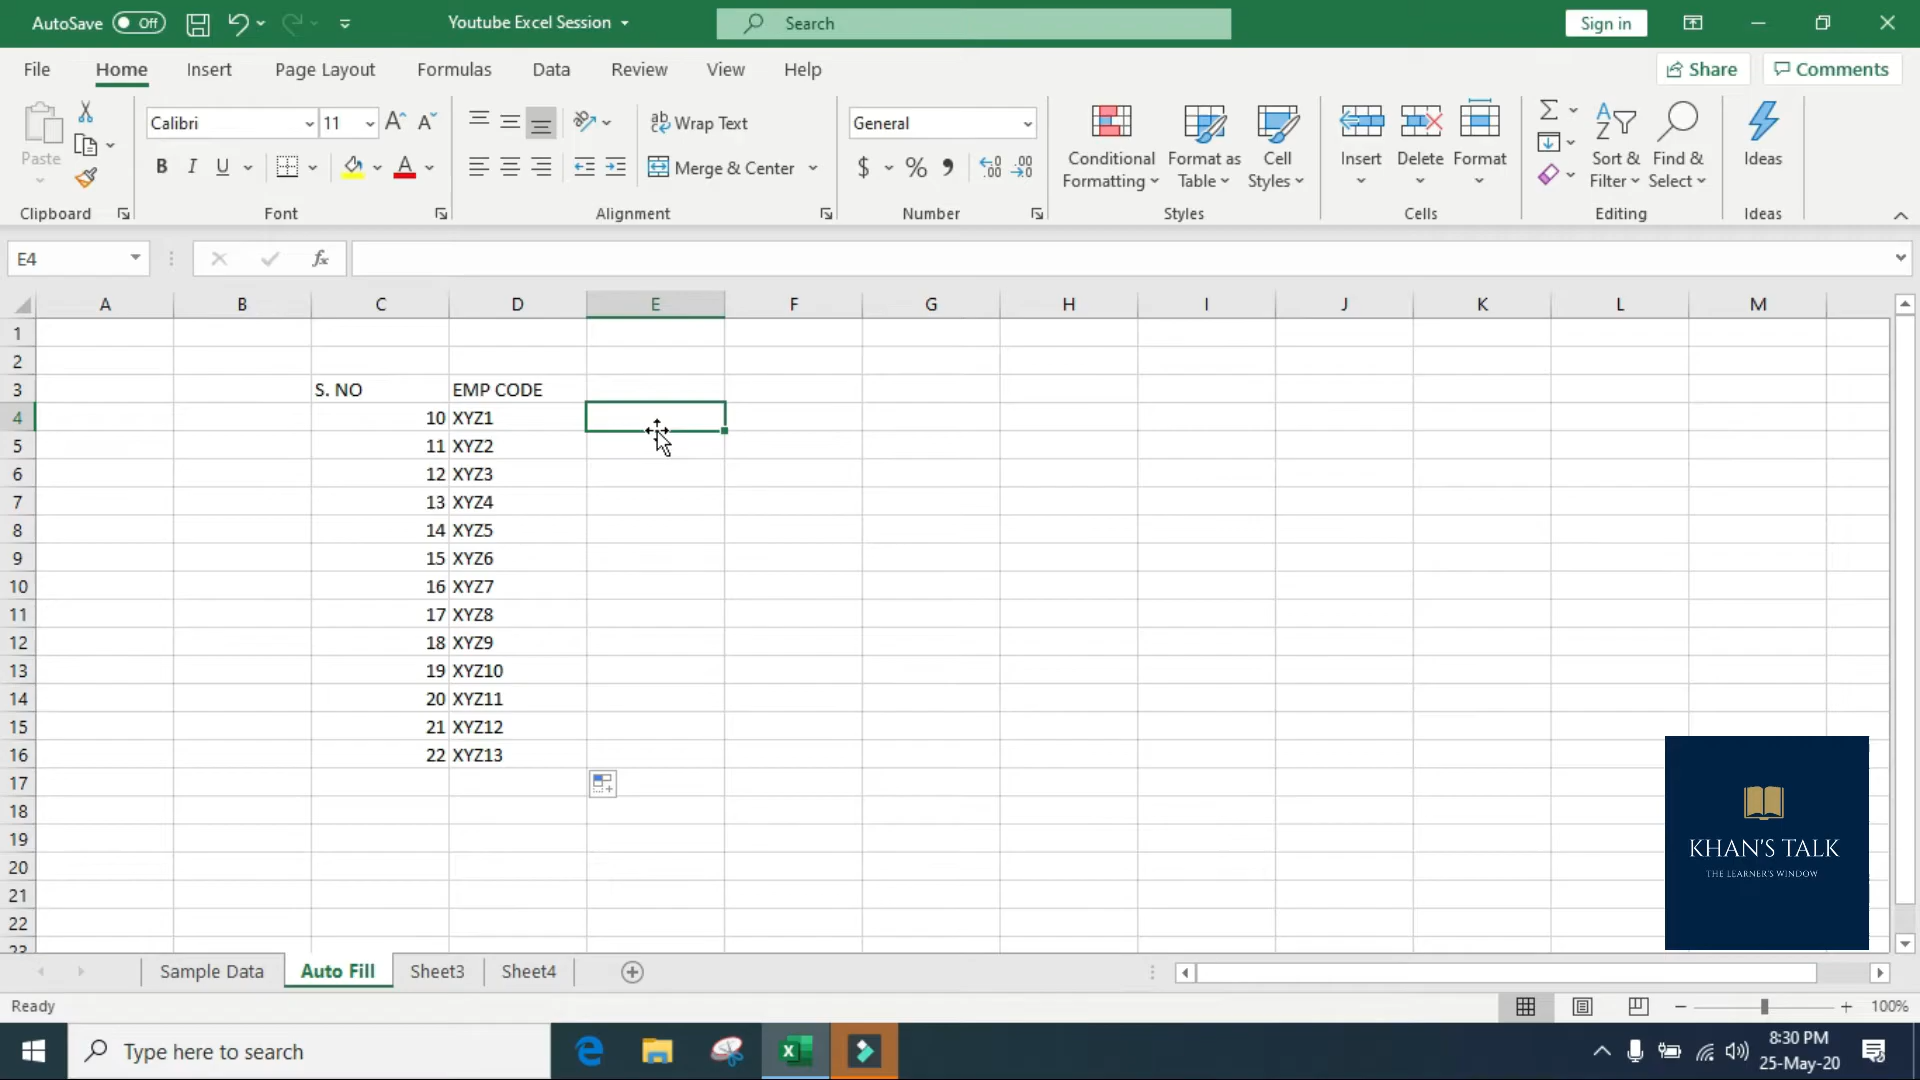 AutoSave Off Youtube Excel Session Search Sign in
File Home Insert Page Layout Formulas Data Review View Help Share Comments
Paste Calibri 11 Wrap Text General Conditional Formatting Format as Table Cell Styles Insert Delete Format Sort & Filter Find & Select Ideas
B I U A Merge & Center $ %
Clipboard Font Alignment Number Styles Cells Editing Ideas
E4 fx
A B C D E F G H I J K L M
1
2
3 S. NO EMP CODE
4 10 XYZ1
5 11 XYZ2
6 12 XYZ3
7 13 XYZ4
8 14 XYZ5
9 15 XYZ6
10 16 XYZ7
11 17 XYZ8
12 18 XYZ9
13 19 XYZ10
14 20 XYZ11
15 21 XYZ12
16 22 XYZ13
17
18
19
20
21
22
23
KHAN'S TALK
THE LEARNER'S WINDOW
Sample Data Auto Fill Sheet3 Sheet4
Ready 100%
Type here to search 8:30 PM
25-May-20